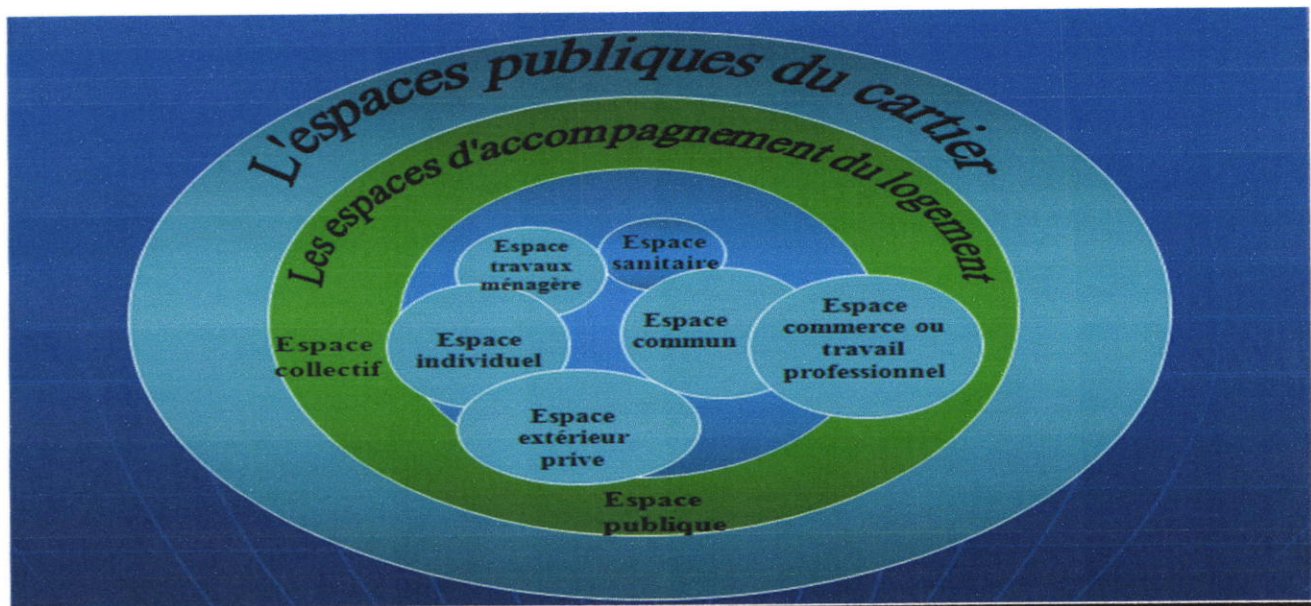 L'espaces publiques du cartier
Les espaces d'accompagnement du logement
Espace
travaux
ménagère
Espace
sanitaire
Espace
collectif
Espace
individuel
Espace
commun
Espace
commerce ou
travail
professionnel
Espace
extérieur
prive
Espace
publique